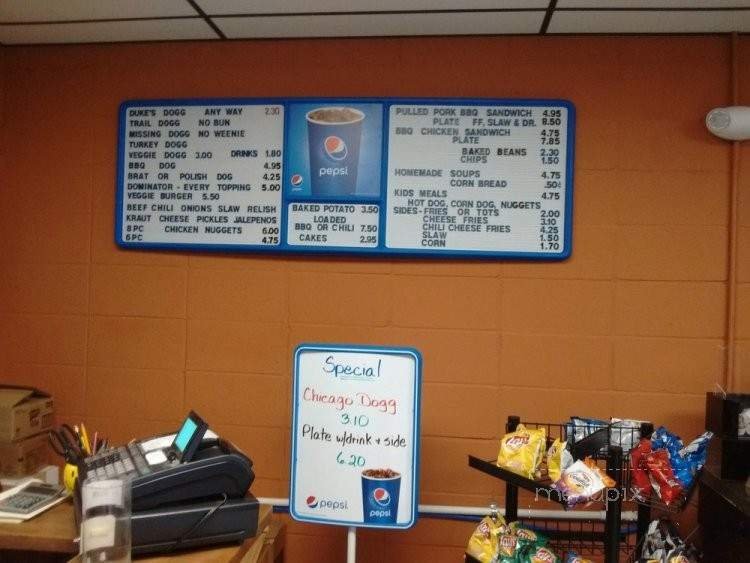 DUKE'S DOGG ANY WAY 2.30
TRAIL DOGG NO BUN
MISSING DOGG NO WEENIE
TURKEY DOGG
VEGGIE DOGG 3.00 DRINKS 1.80
BBQ DOG 4.95
BRAT OR POLISH DOG 4.25
DOMINATOR - EVERY TOPPING 5.00
VEGGIE BURGER 5.50
BEEF CHILI ONIONS SLAW RELISH
KRAUT CHEESE PICKLES JALEPENOS
8 PC CHICKEN NUGGETS 6.00
6 PC 4.75
pepsi
BAKED POTATO 3.50
LOADED
BBQ OR CHILI 7.50
CAKES 2.95
PULLED PORK BBQ SANDWICH 4.95
PLATE FF, SLAW & DR. 8.50
BBQ CHICKEN SANDWICH 4.75
PLATE 7.85
BAKED BEANS 2.30
CHIPS 1.50
HOMEMADE SOUPS 4.75
CORN BREAD .50¢
KIDS MEALS 4.75
HOT DOG, CORN DOG, NUGGETS
SIDES-FRIES OR TOTS 2.00
CHEESE FRIES 3.10
CHILI CHEESE FRIES 4.25
SLAW 1.50
CORN 1.70
Special
Chicago Dogg
3.10
Plate w/drink + side
6.20
pepsi
pepsi
Lay's
menupix